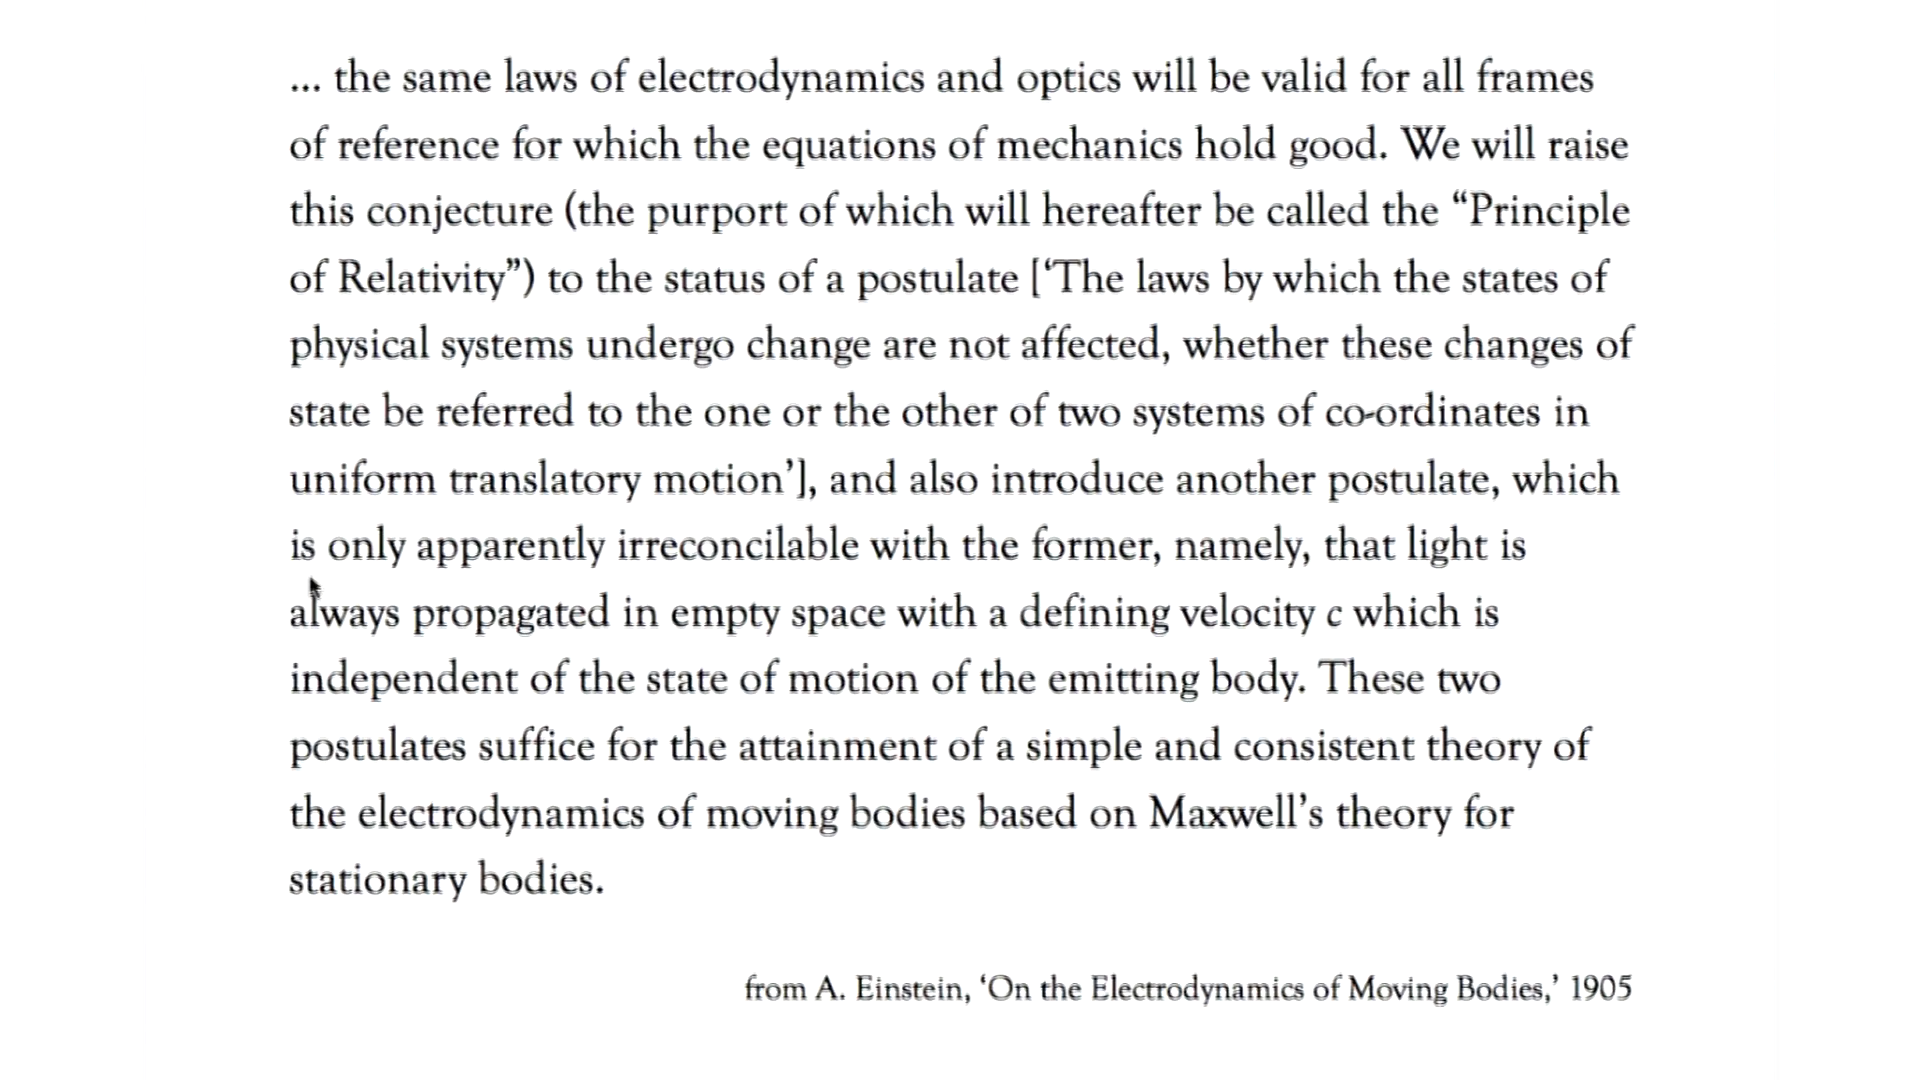 ... the same laws of electrodynamics and optics will be valid for all frames
of reference for which the equations of mechanics hold good. We will raise
this conjecture (the purport of which will hereafter be called the “Principle
of Relativity”) to the status of a postulate [‘The laws by which the states of
physical systems undergo change are not affected, whether these changes of
state be referred to the one or the other of two systems of co-ordinates in
uniform translatory motion’], and also introduce another postulate, which
is only apparently irreconcilable with the former, namely, that light is
always propagated in empty space with a defining velocity c which is
independent of the state of motion of the emitting body. These two
postulates suffice for the attainment of a simple and consistent theory of
the electrodynamics of moving bodies based on Maxwell’s theory for
stationary bodies.
from A. Einstein, ‘On the Electrodynamics of Moving Bodies,’ 1905